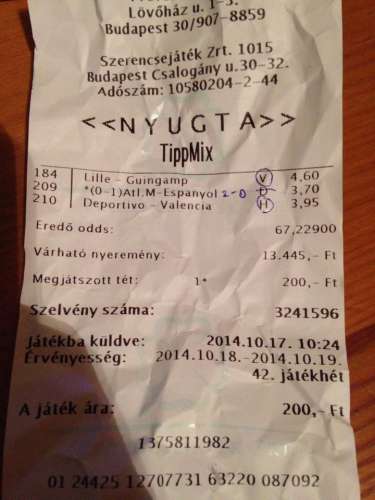 Lövőház u. 1-5.
Budapest 30/907-8859
Szerencsejáték Zrt. 1015
Budapest Csalogány u.30-32.
Adószám: 10580204-2-44
<<NYUGTA>>
TippMix
184 Lille - Guingamp V 4,60
209 *(0-1)Atl.M-Espanyol 2-0 D 3,70
210 Deportivo - Valencia H 3,95
Eredő odds: 67,22900
Várható nyeremény: 13.445,- Ft
Megjátszott tét: 1* 200,- Ft
Szelvény száma: 3241596
Játékba küldve: 2014.10.17. 10:24
Érvényesség: 2014.10.18.-2014.10.19.
42. játékhét
A játék ára: 200,- Ft
1375811982
01 24425 12707731 63220 087092